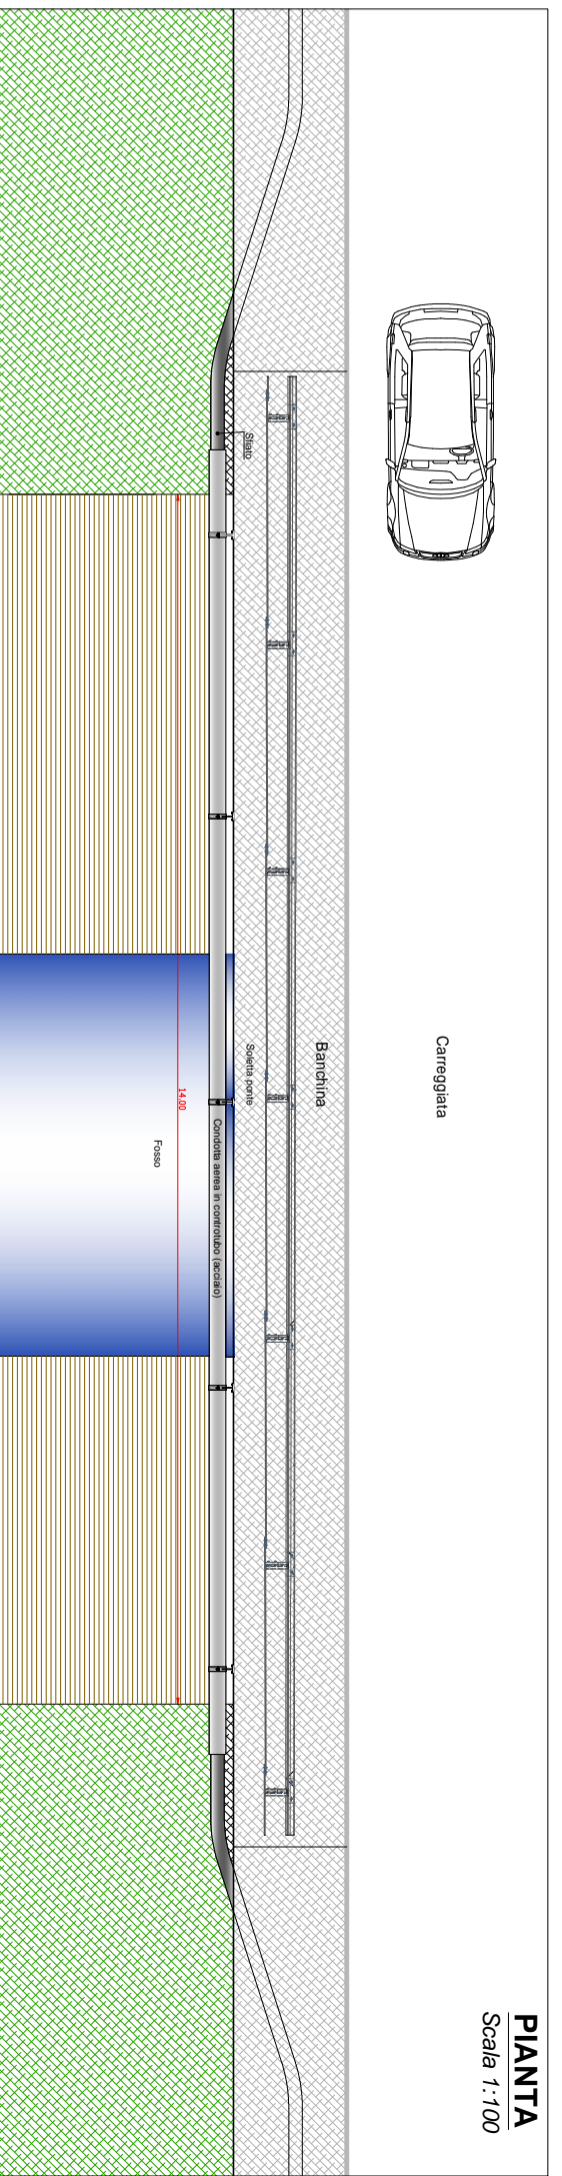 PIANTA
Scala 1:100
Carreggiata
Banchina
Sfiato
Soletta ponte
Condotta aerea in controtubo (acciaio)
14.00
Fosso